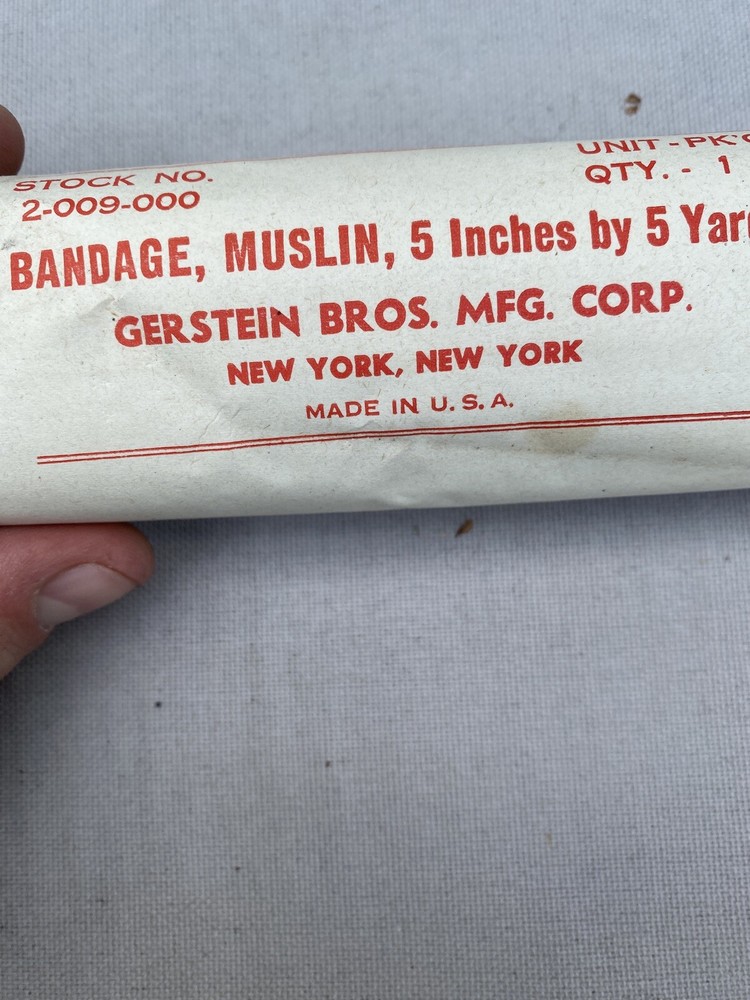 STOCK NO.
2-009-000
UNIT - PK'G
QTY. - 1
BANDAGE, MUSLIN, 5 Inches by 5 Yar
GERSTEIN BROS. MFG. CORP.
NEW YORK, NEW YORK
MADE IN U. S. A.